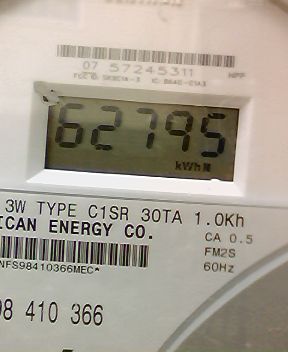 07 57245311
62795
kWh
3W TYPE C1SR 30TA 1.0Kh
ICAN ENERGY CO.
CA 0.5
FM2S
60Hz
NFS98410366MEC*
98 410 366